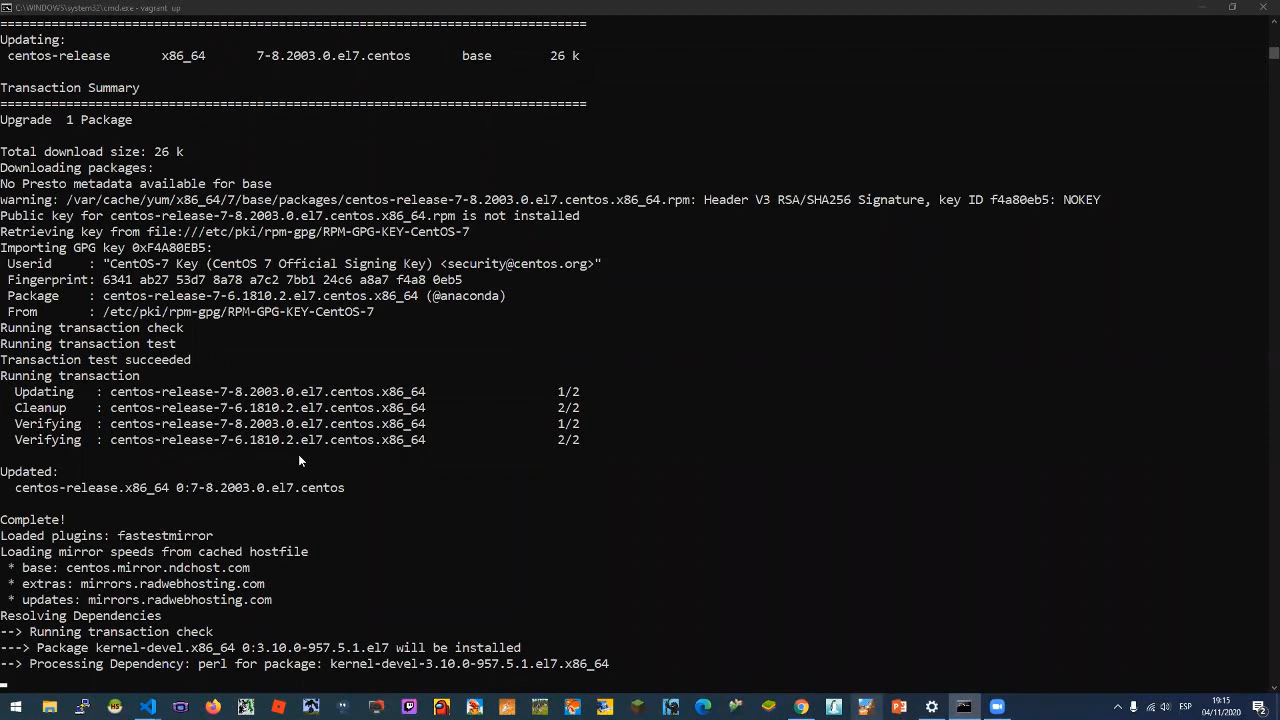 C:\WINDOWS\system32\cmd.exe - vagrant up
================================================================================
Updating:
centos-release x86_64 7-8.2003.0.el7.centos base 26 k
Transaction Summary
================================================================================
Upgrade 1 Package
Total download size: 26 k
Downloading packages:
No Presto metadata available for base
warning: /var/cache/yum/x86_64/7/base/packages/centos-release-7-8.2003.0.el7.centos.x86_64.rpm: Header V3 RSA/SHA256 Signature, key ID f4a80eb5: NOKEY
Public key for centos-release-7-8.2003.0.el7.centos.x86_64.rpm is not installed
Retrieving key from file:///etc/pki/rpm-gpg/RPM-GPG-KEY-CentOS-7
Importing GPG key 0xF4A80EB5:
Userid : "CentOS-7 Key (CentOS 7 Official Signing Key) <security@centos.org>"
Fingerprint: 6341 ab27 53d7 8a78 a7c2 7bb1 24c6 a8a7 f4a8 0eb5
Package : centos-release-7-6.1810.2.el7.centos.x86_64 (@anaconda)
From : /etc/pki/rpm-gpg/RPM-GPG-KEY-CentOS-7
Running transaction check
Running transaction test
Transaction test succeeded
Running transaction
Updating : centos-release-7-8.2003.0.el7.centos.x86_64 1/2
Cleanup : centos-release-7-6.1810.2.el7.centos.x86_64 2/2
Verifying : centos-release-7-8.2003.0.el7.centos.x86_64 1/2
Verifying : centos-release-7-6.1810.2.el7.centos.x86_64 2/2
Updated:
centos-release.x86_64 0:7-8.2003.0.el7.centos
Complete!
Loaded plugins: fastestmirror
Loading mirror speeds from cached hostfile
* base: centos.mirror.ndchost.com
* extras: mirrors.radwebhosting.com
* updates: mirrors.radwebhosting.com
Resolving Dependencies
--> Running transaction check
---> Package kernel-devel.x86_64 0:3.10.0-957.5.1.el7 will be installed
--> Processing Dependency: perl for package: kernel-devel-3.10.0-957.5.1.el7.x86_64
ESP
19:15
04/11/2020